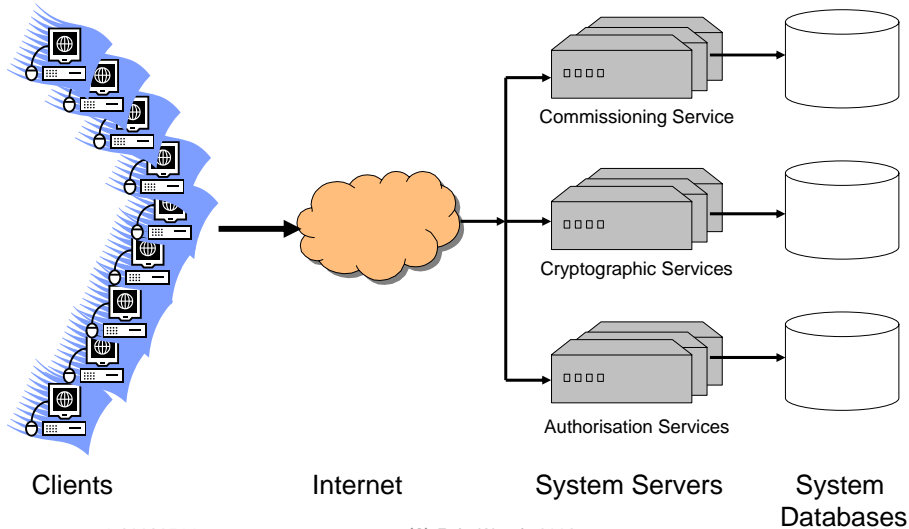 Commissioning Service
Cryptographic Services
Authorisation Services
Clients
Internet
System Servers
System
Databases